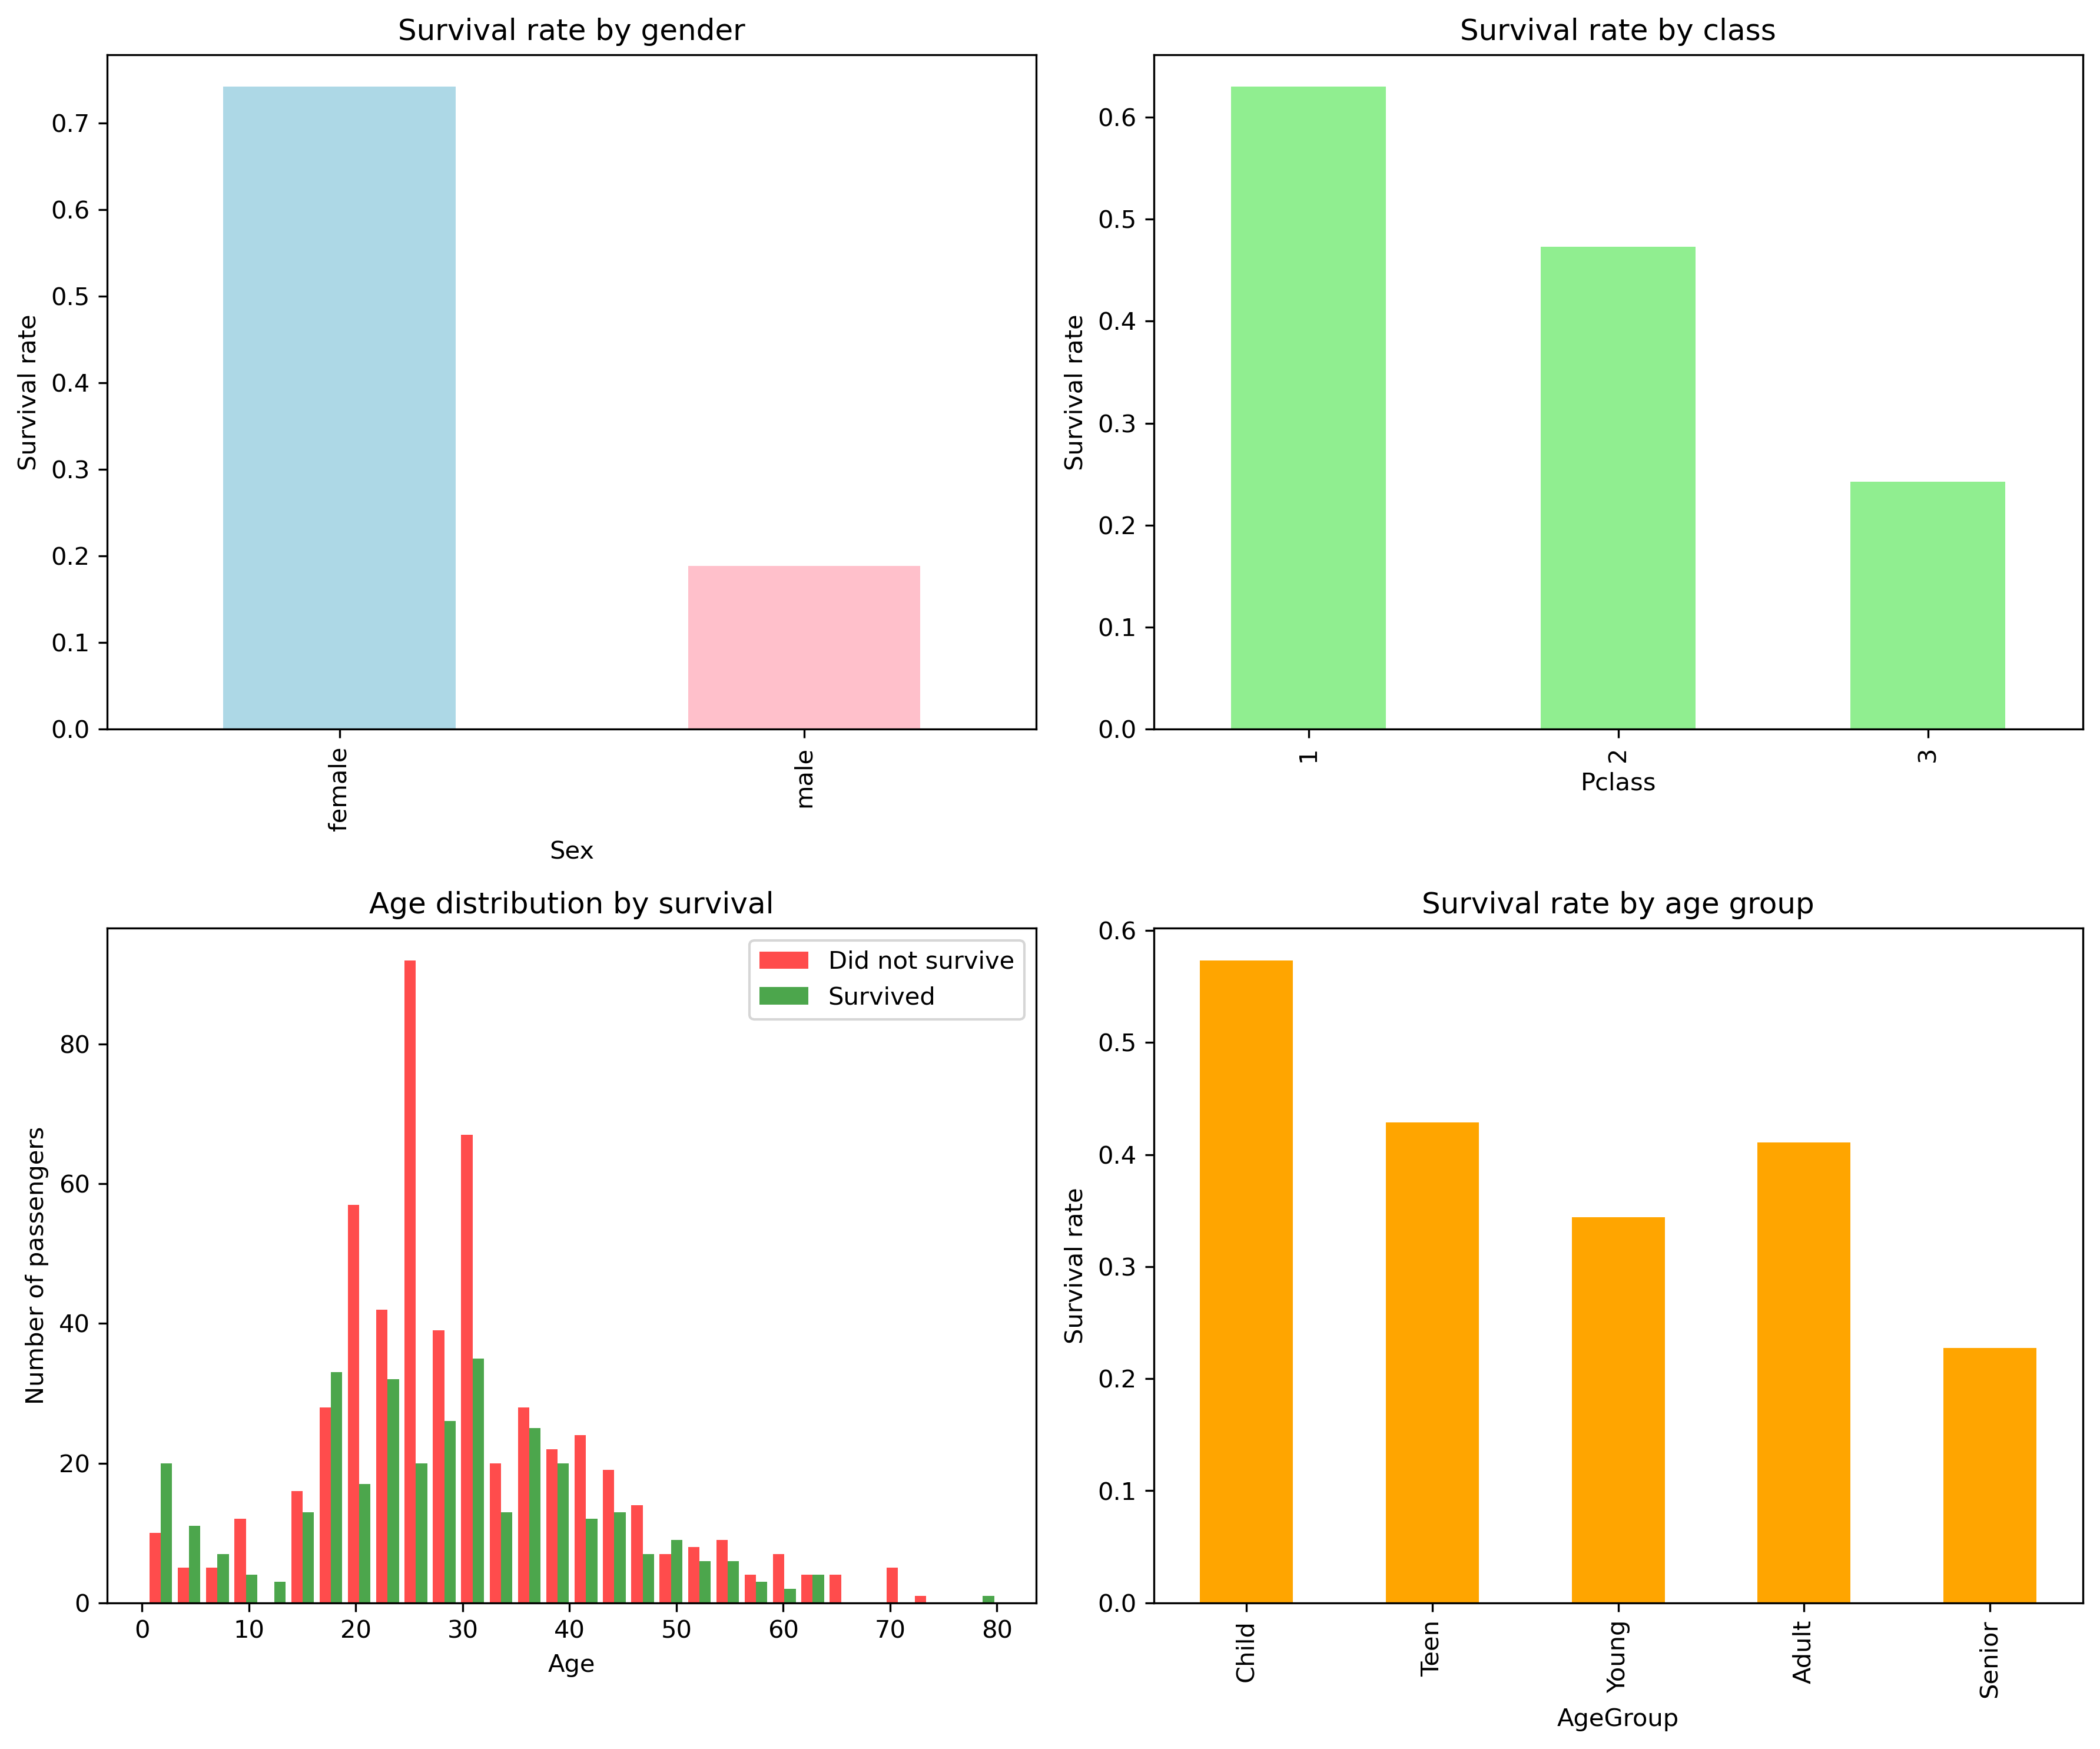 Survival rate by gender
Survival rate
0.7
0.6
0.5
0.4
0.3
0.2
0.1
0.0
female
male
Sex
Survival rate by class
Survival rate
0.6
0.5
0.4
0.3
0.2
0.1
0.0
1
2
3
Pclass
Age distribution by survival
Did not survive
Survived
Number of passengers
80
60
40
20
0
0 10 20 30 40 50 60 70 80
Age
Survival rate by age group
Survival rate
0.6
0.5
0.4
0.3
0.2
0.1
0.0
Child
Teen
Young
Adult
Senior
AgeGroup